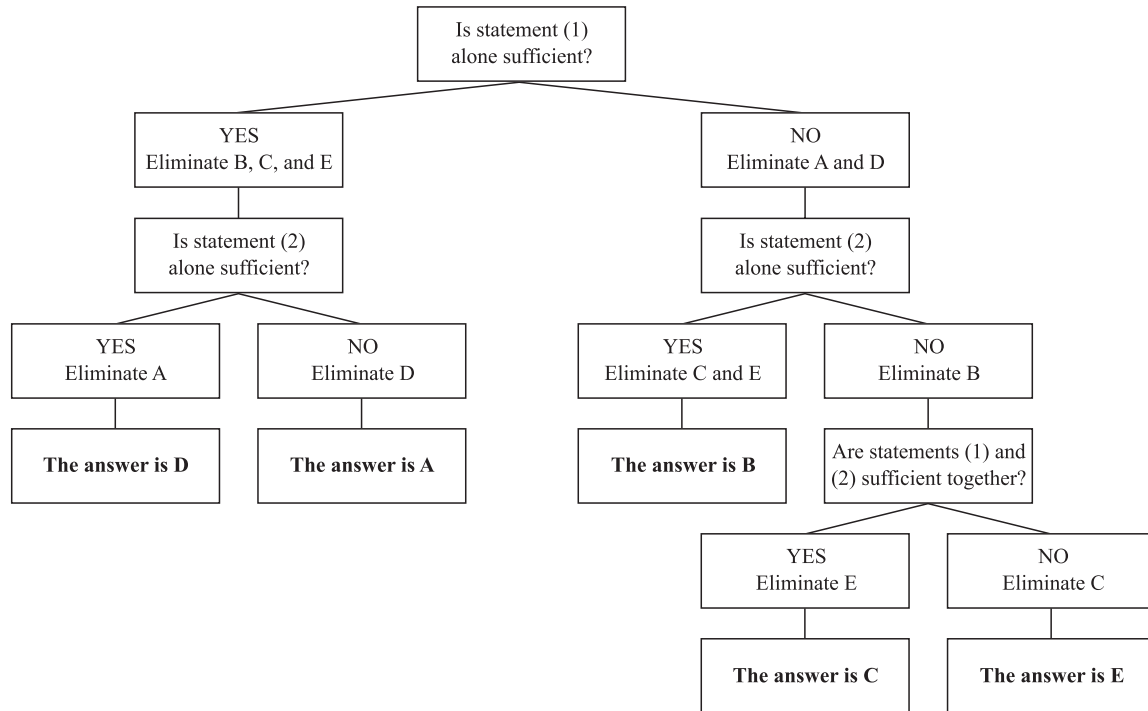 Is statement (1)
alone sufficient?
YES
Eliminate B, C, and E
NO
Eliminate A and D
Is statement (2)
alone sufficient?
Is statement (2)
alone sufficient?
YES
Eliminate A
NO
Eliminate D
YES
Eliminate C and E
NO
Eliminate B
The answer is D
The answer is A
The answer is B
Are statements (1) and
(2) sufficient together?
YES
Eliminate E
NO
Eliminate C
The answer is C
The answer is E